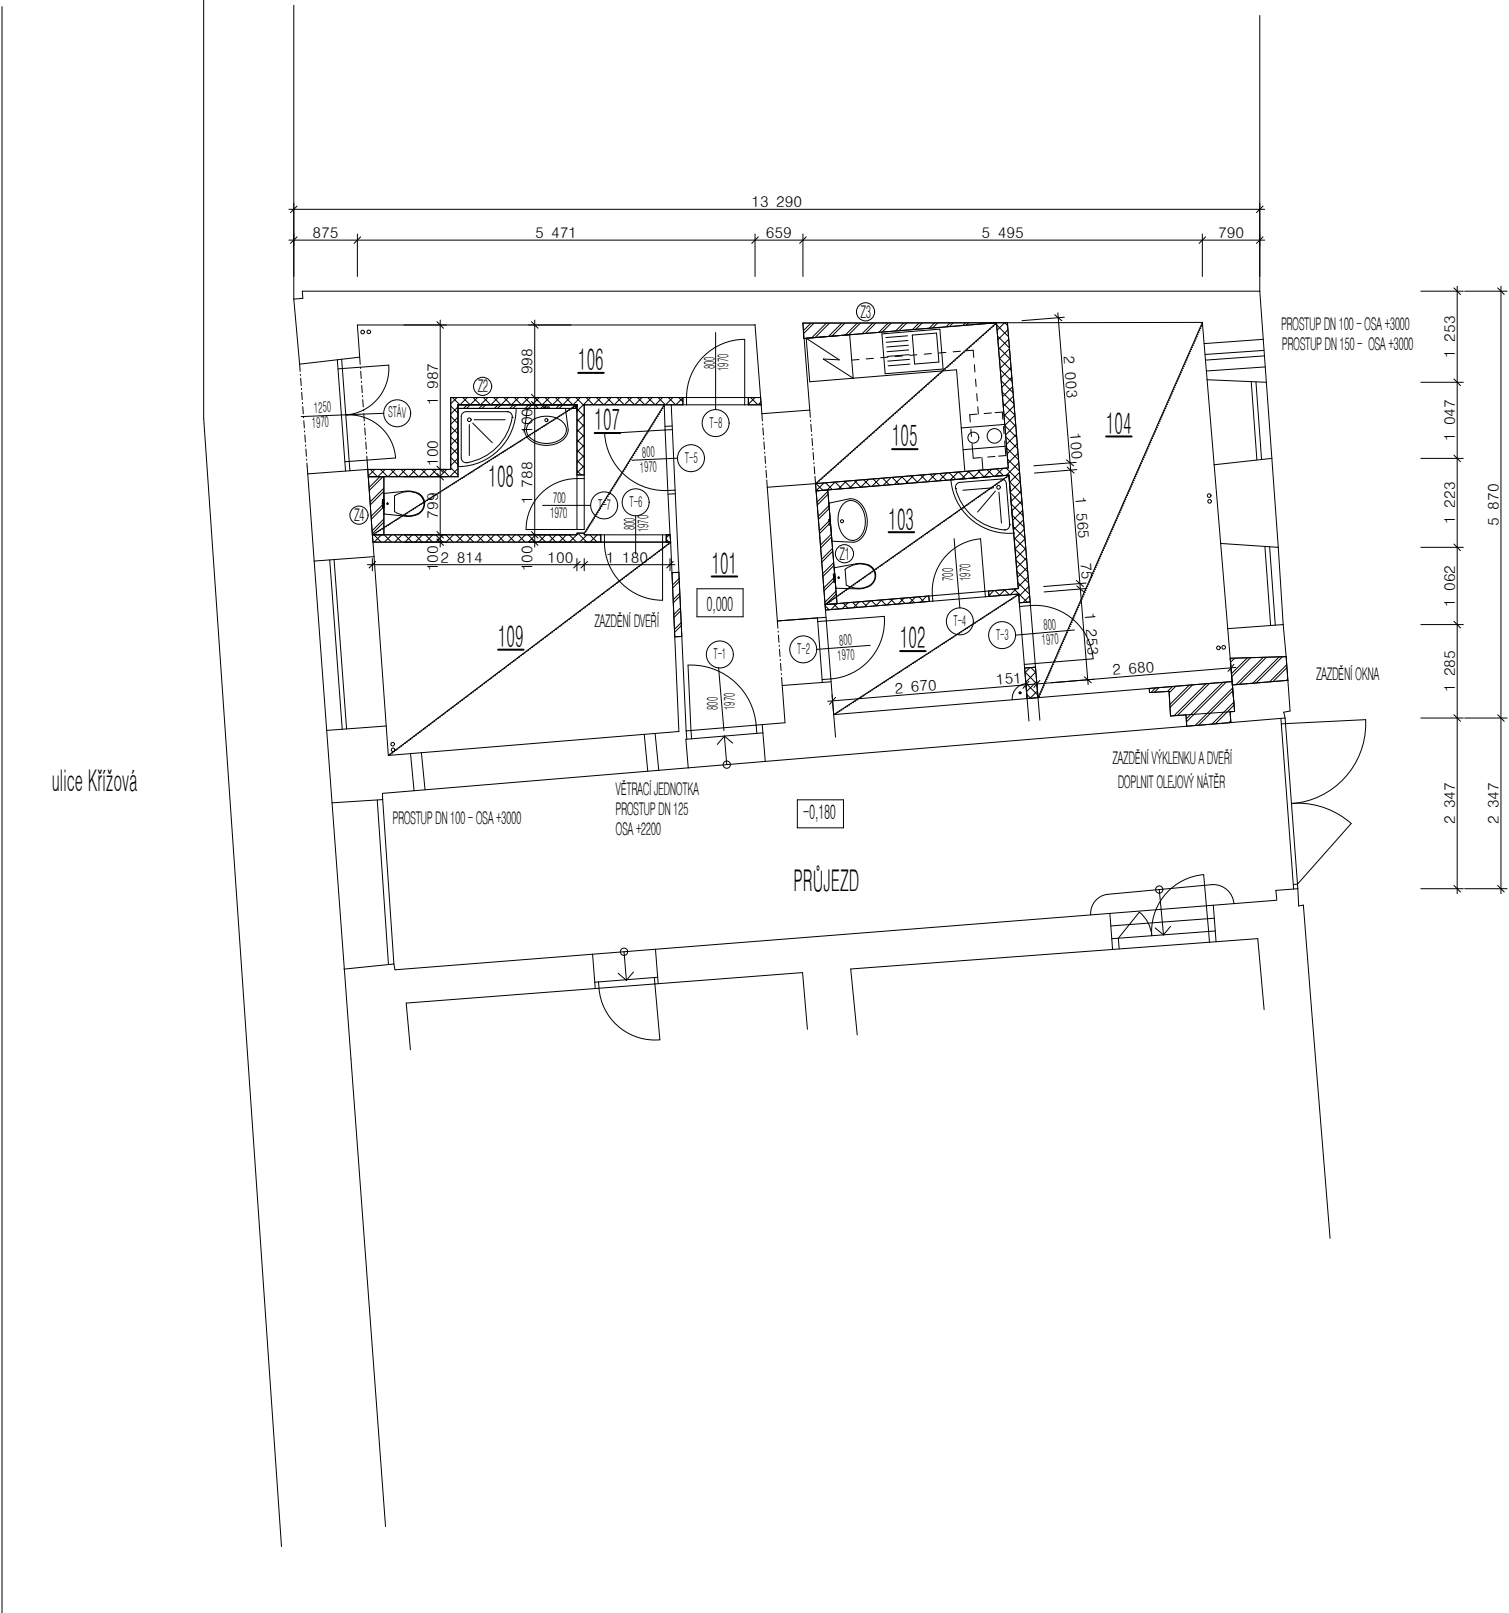 13 290
875
5 471
659
5 495
790
Z3
PROSTUP DN 100 - OSA +3000
PROSTUP DN 150 - OSA +3000
1 253
1 047
1 223
1 062
1 285
2 347
5 870
2 347
1 987
998
106
800
1970
2 003
104
1250
1970
STÁV
Z2
100
107
T-8
105
100
100
108
1 788
800
1970
T-5
799
Z4
700
1970
T-7
T-6
800
1970
103
1 565
Z1
100
2 814
100
100
1 180
101
0,000
700
1970
75
T-4
ZAZDĚNÍ DVEŘÍ
109
T-1
T-2
800
1970
102
T-3
800
1970
1 253
800
1970
2 670
151
2 680
ZAZDĚNÍ OKNA
ulice Křížová
VĚTRACÍ JEDNOTKA
PROSTUP DN 125
OSA +2200
PROSTUP DN 100 - OSA +3000
-0,180
ZAZDĚNÍ VÝKLENKU A DVEŘÍ
DOPLNIT OLEJOVÝ NÁTĚR
PRŮJEZD